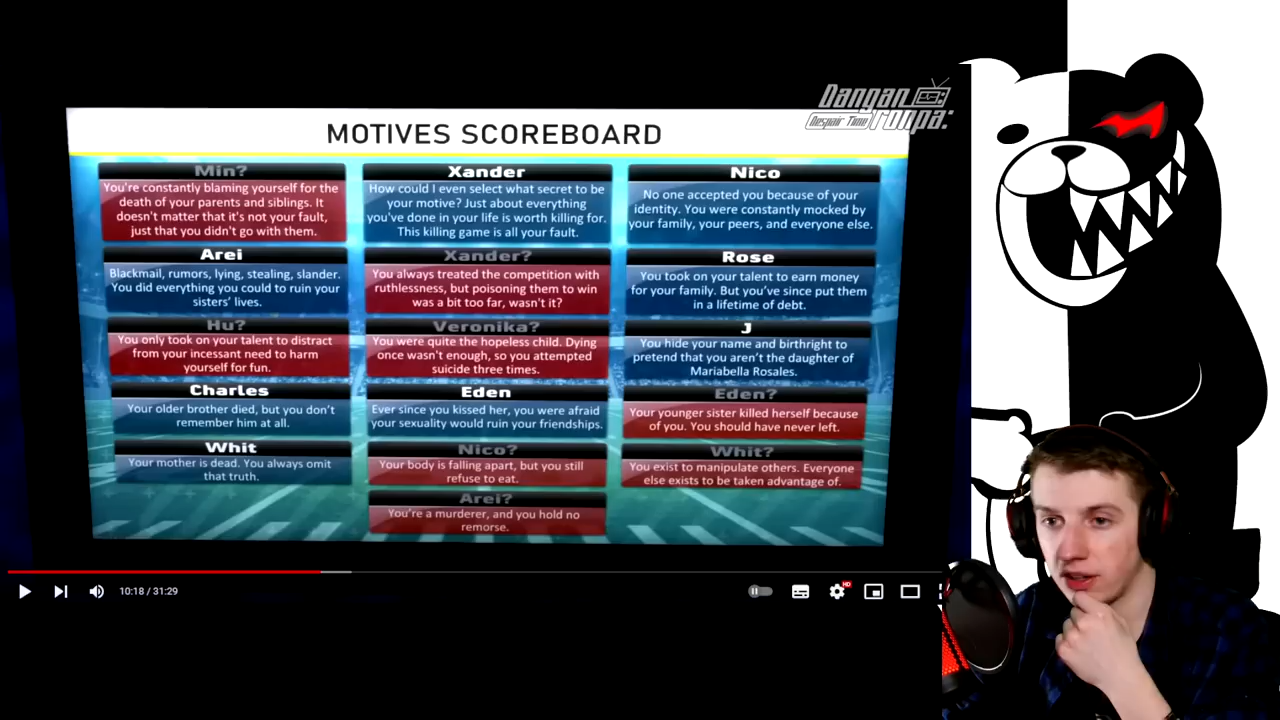 Dangan
Despair Time
ronpa:
MOTIVES SCOREBOARD
Min?
You're constantly blaming yourself for the
death of your parents and siblings. It
doesn't matter that it's not your fault,
just that you didn't go with them.
Xander
How could I even select what secret to be
your motive? Just about everything
you've done in your life is worth killing for.
This killing game is all your fault.
Nico
No one accepted you because of your
identity. You were constantly mocked by
your family, your peers, and everyone else.
Arei
Blackmail, rumors, lying, stealing, slander.
You did everything you could to ruin your
sisters' lives.
Xander?
You always treated the competition with
ruthlessness, but poisoning them to win
was a bit too far, wasn't it?
Rose
You took on your talent to earn money
for your family. But you've since put them
in a lifetime of debt.
Hu?
You only took on your talent to distract
from your incessant need to harm
yourself for fun.
Veronika?
You were quite the hopeless child. Dying
once wasn't enough, so you attempted
suicide three times.
J
You hide your name and birthright to
pretend that you aren't the daughter of
Mariabella Rosales.
Charles
Your older brother died, but you don't
remember him at all.
Eden
Ever since you kissed her, you were afraid
your sexuality would ruin your friendships.
Eden?
Your younger sister killed herself because
of you. You should have never left.
Whit
Your mother is dead. You always omit
that truth.
Nico?
Your body is falling apart, but you still
refuse to eat.
Whit?
You exist to manipulate others. Everyone
else exists to be taken advantage of.
Arei?
You're a murderer, and you hold no
remorse.
10:18 / 31:29
HD